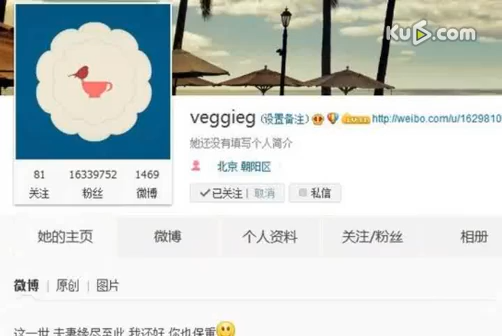 Ku6.com
veggieg (设置备注) http://weibo.com/u/1629810
她还没有填写个人简介
北京 朝阳区
81 16339752 1469
关注 粉丝 微博
已关注 | 取消 私信
她的主页 微博 个人资料 关注/粉丝 相册
微博 | 原创 | 图片
这一世,夫妻缘尽至此,我还好,你也保重